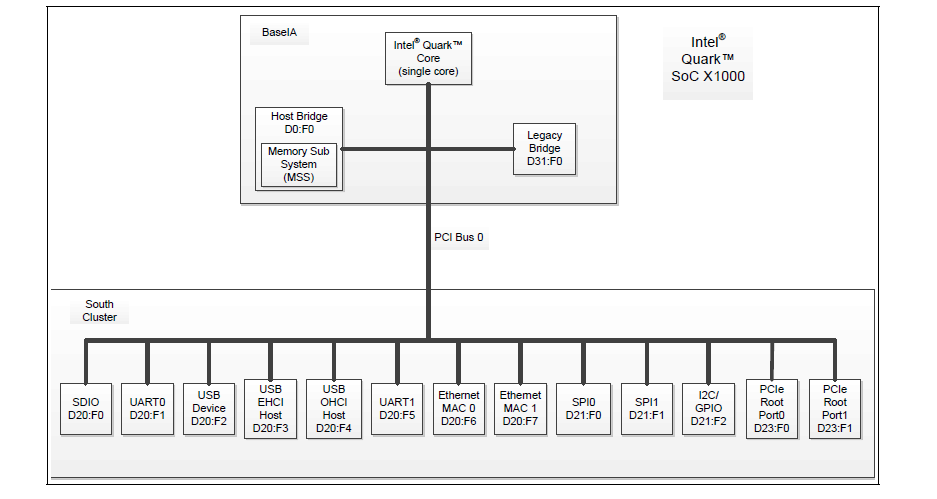 BaseIA
Intel® Quark™
Core
(single core)
Intel®
Quark™
SoC X1000
Host Bridge
D0:F0
Memory Sub
System
(MSS)
Legacy
Bridge
D31:F0
PCI Bus 0
South
Cluster
SDIO
D20:F0
UART0
D20:F1
USB
Device
D20:F2
USB
EHCI
Host
D20:F3
USB
OHCI
Host
D20:F4
UART1
D20:F5
Ethernet
MAC 0
D20:F6
Ethernet
MAC 1
D20:F7
SPI0
D21:F0
SPI1
D21:F1
I2C/
GPIO
D21:F2
PCIe
Root
Port0
D23:F0
PCIe
Root
Port1
D23:F1